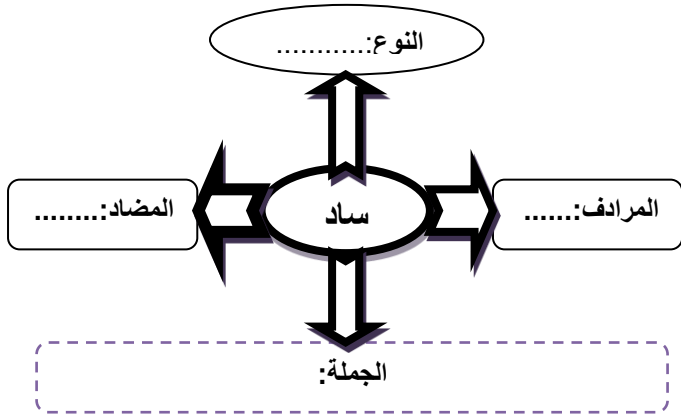 النوع:............
المرادف:......
ساد
المضاد:........
الجملة: